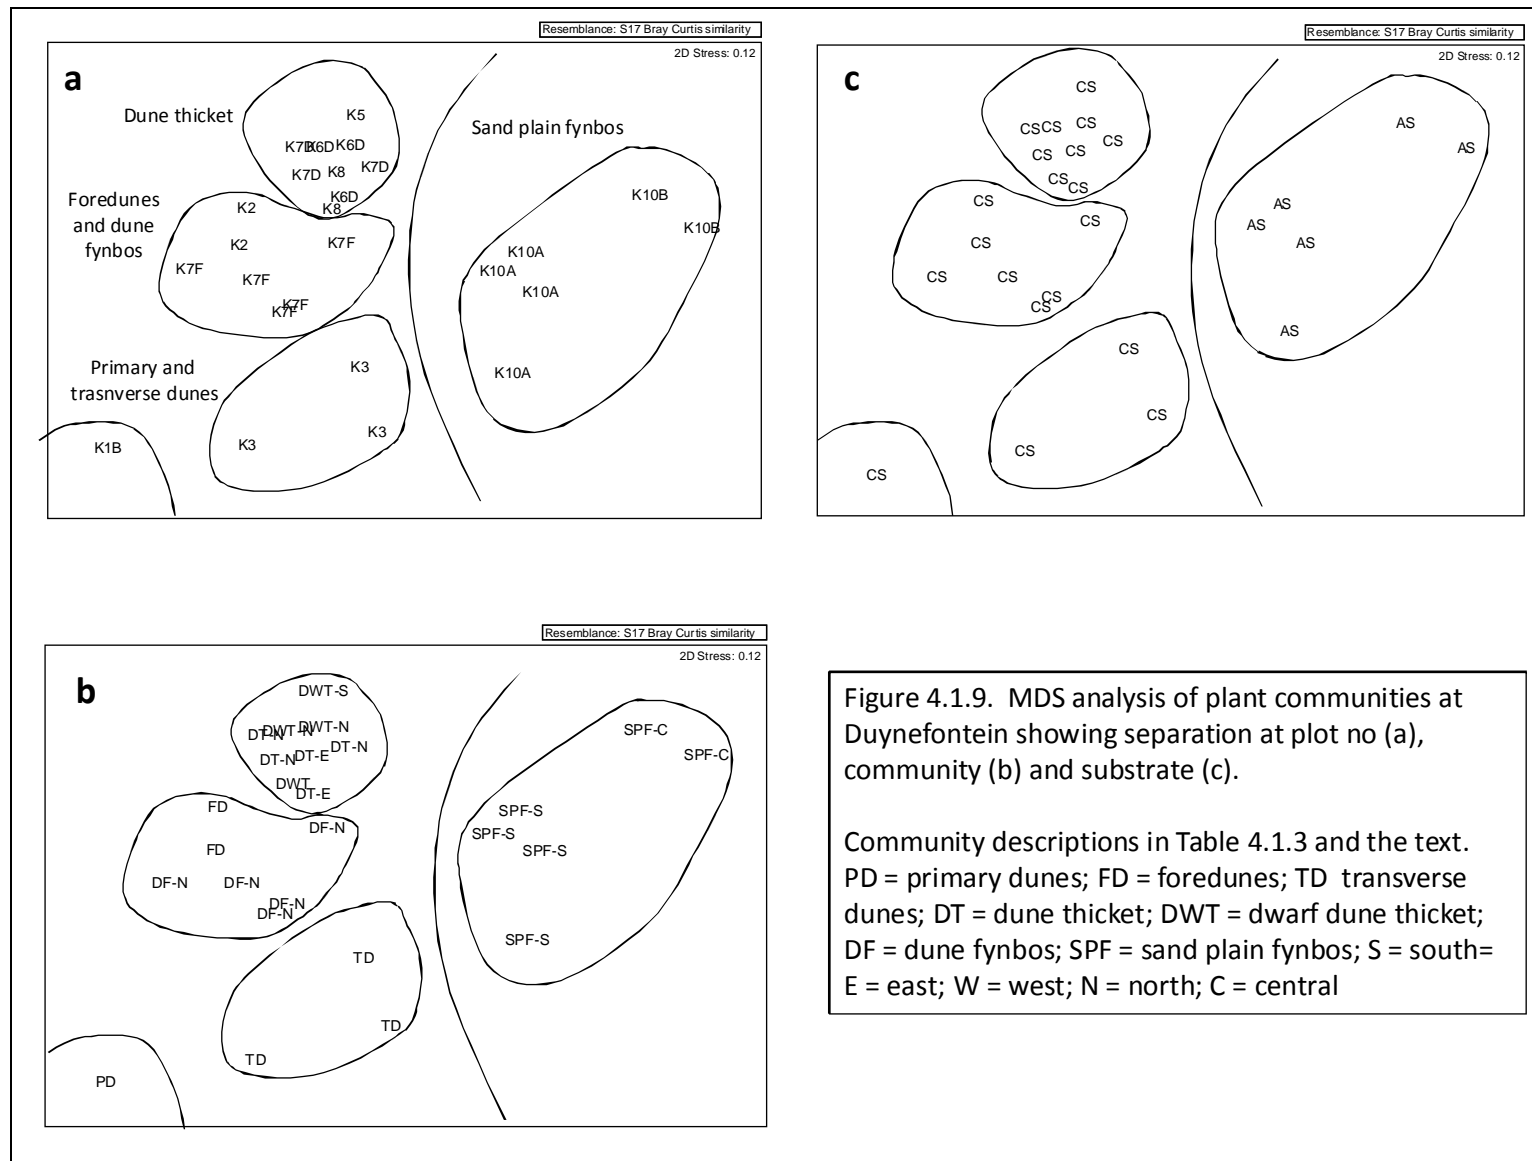 Resemblance: S17 Bray Curtis similarity
2D Stress: 0.12
a
Dune thicket
Sand plain fynbos
K5
K7D
K6D
K6D
K7D
K7D
K8
K6D
K8
K10B
K10B
Foredunes
and dune
fynbos
K2
K2
K7F
K7F
K7F
K7F
K7F
K10A
K10A
K10A
K10A
Primary and
trasnverse dunes
K3
K3
K3
K1B
Resemblance: S17 Bray Curtis similarity
2D Stress: 0.12
c
CS
CS
CS
CS
CS
CS
CS
CS
CS
CS
AS
AS
AS
AS
AS
AS
CS
CS
CS
CS
CS
CS
CS
CS
CS
CS
CS
Resemblance: S17 Bray Curtis similarity
2D Stress: 0.12
b
DWT-S
DWT-N
DWT-N
DT-N
DT-N
DT-N
DT-E
DWT
DT-E
SPF-C
SPF-C
FD
FD
DF-N
DF-N
DF-N
DF-N
DF-N
SPF-S
SPF-S
SPF-S
SPF-S
TD
TD
TD
PD
Figure 4.1.9. MDS analysis of plant communities at
Duynefontein showing separation at plot no (a),
community (b) and substrate (c).
Community descriptions in Table 4.1.3 and the text.
PD = primary dunes; FD = foredunes; TD transverse
dunes; DT = dune thicket; DWT = dwarf dune thicket;
DF = dune fynbos; SPF = sand plain fynbos; S = south=
E = east; W = west; N = north; C = central